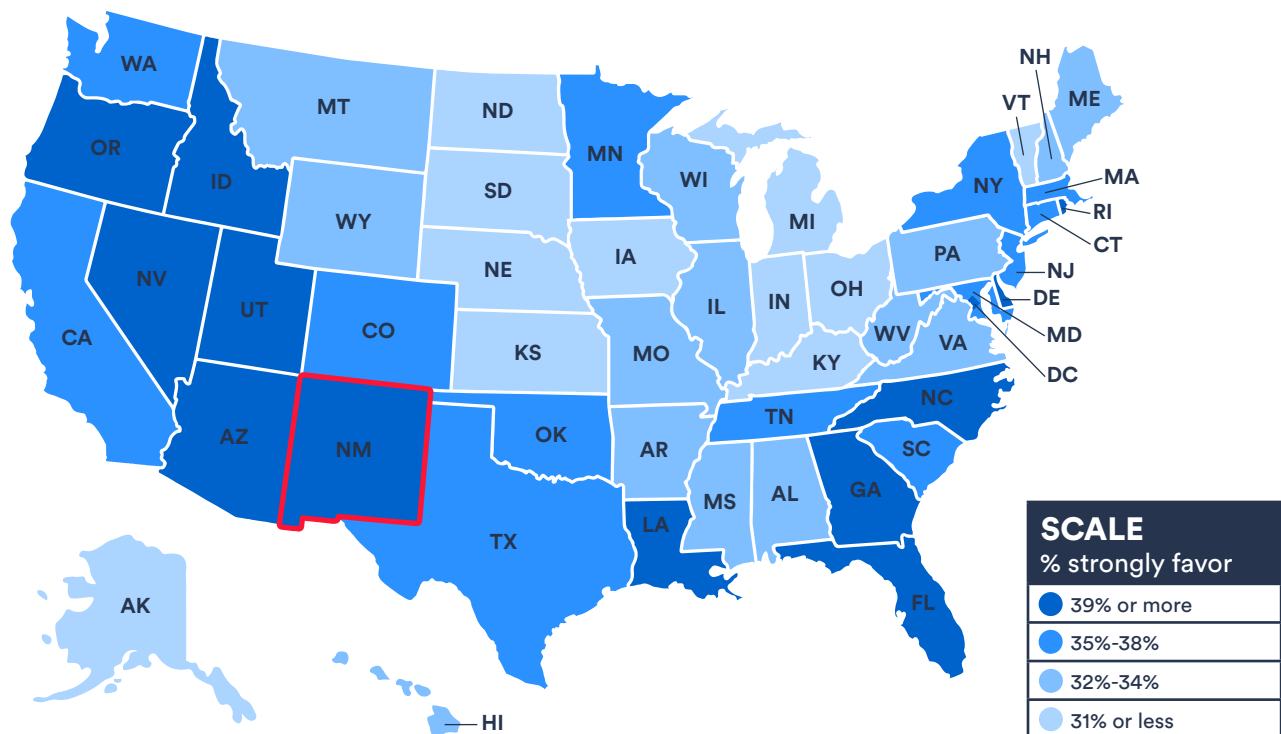 NH
WA
ME
MT
ND
VT
OR
MN
NY
MA
ID
WI
SD
RI
WY
MI
CT
PA
IA
NE
NJ
NV
OH
DE
UT
IL
IN
CO
WV
MD
CA
VA
KS
MO
KY
DC
NC
TN
AZ
OK
NM
AR
SC
GA
AL
MS
LA
TX
FL
AK
HI
SCALE
% strongly favor
39% or more
35%-38%
32%-34%
31% or less